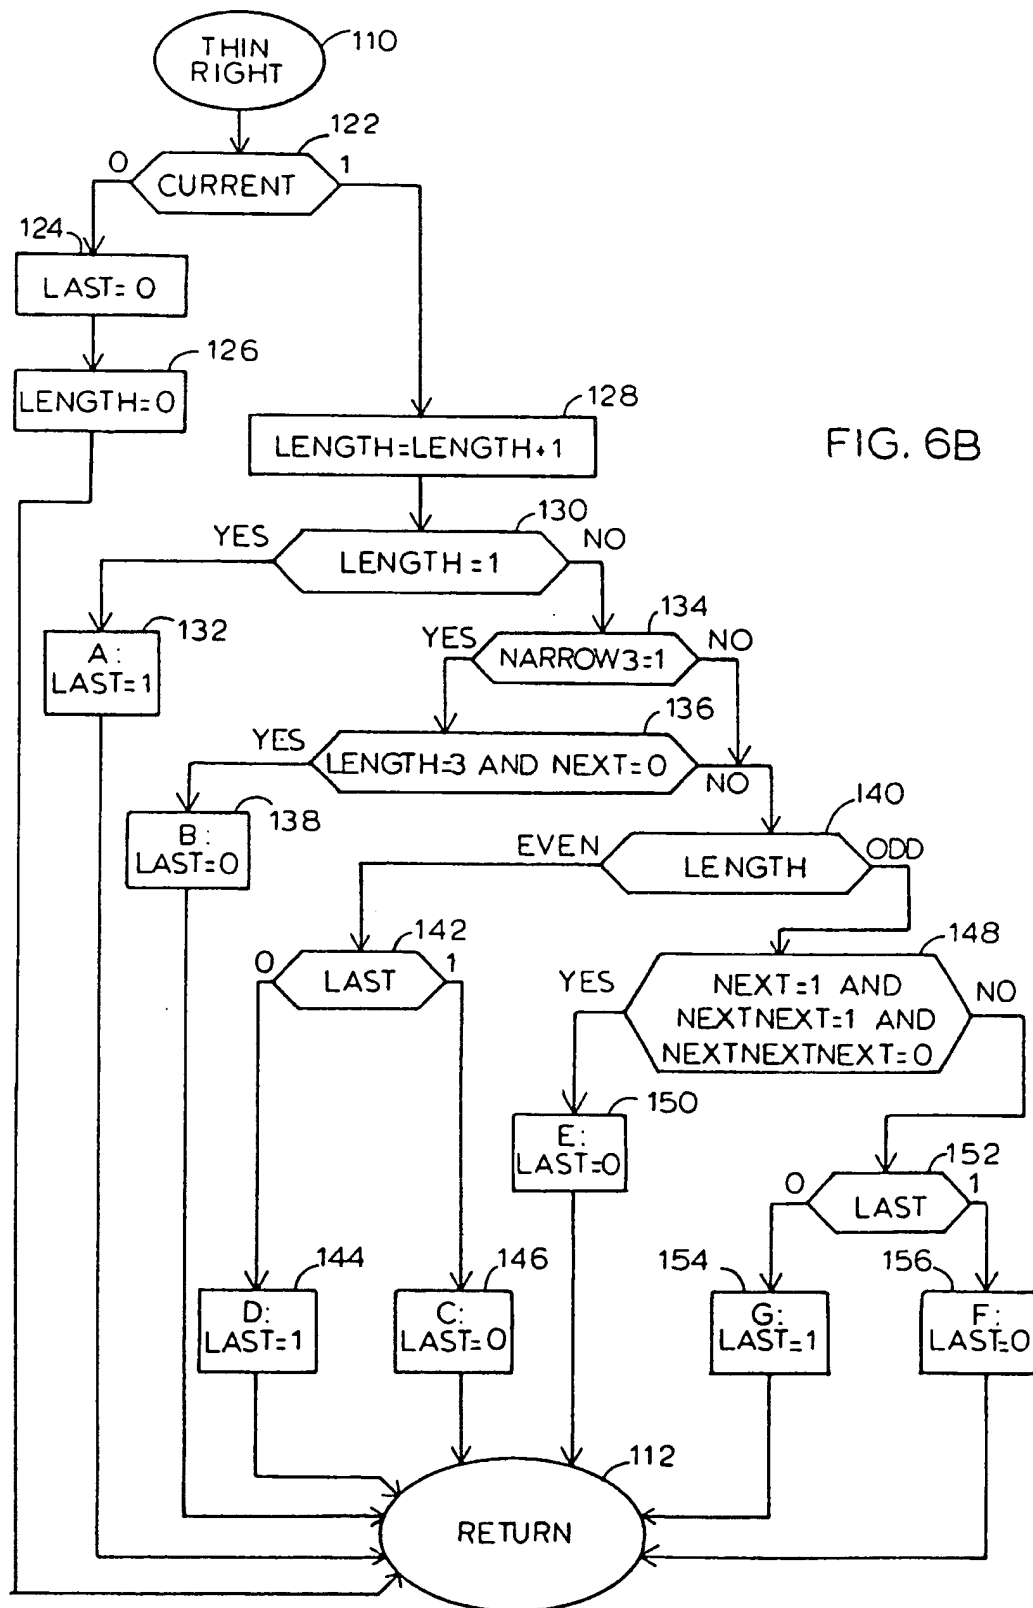 THIN
RIGHT
110
122
0
1
CURRENT
124
LAST=0
126
LENGTH=0
128
LENGTH=LENGTH+1
FIG. 6B
130
YES
NO
LENGTH=1
132
134
A:
LAST=1
YES
NO
NARROW3=1
136
YES
LENGTH=3 AND NEXT=0
NO
138
B:
LAST=0
140
EVEN
ODD
LENGTH
142
0
1
LAST
148
YES
NO
NEXT=1 AND
NEXTNEXT=1 AND
NEXTNEXTNEXT=0
150
E:
LAST=0
152
0
1
LAST
144
146
154
156
D:
LAST=1
C:
LAST=0
G:
LAST=1
F:
LAST=0
112
RETURN